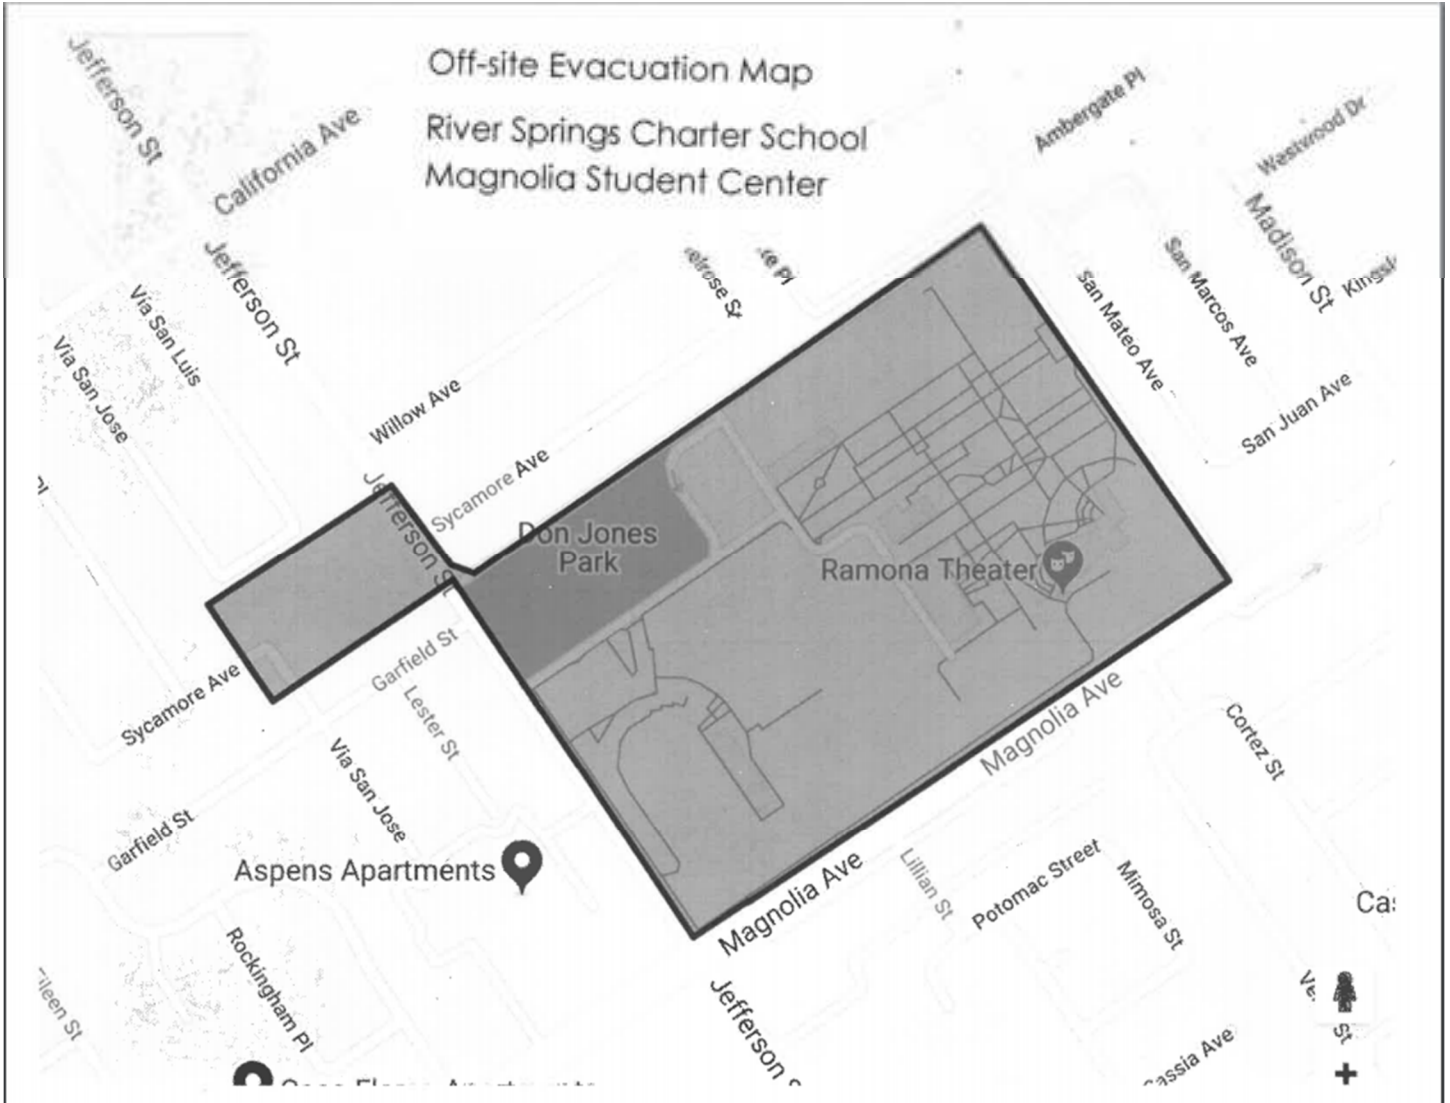 Off-site Evacuation Map
River Springs Charter School
Magnolia Student Center
Jefferson St
California Ave
Ambergate Pl
Westwood Dr
Madison St
Jefferson St
Via San Luis
Via San Jose
San Mateo Ave
San Marcos Ave
San Juan Ave
Willow Ave
Sycamore Ave
Jefferson St
Don Jones
Park
Ramona Theater
Garfield St
Lester St
Sycamore Ave
Via San Jose
Garfield St
Magnolia Ave
Cortez St
Aspens Apartments
Magnolia Ave
Lillian St
Potomac Street
Mimosa St
Rockingham Pl
Jefferson S
Cassia Ave
St